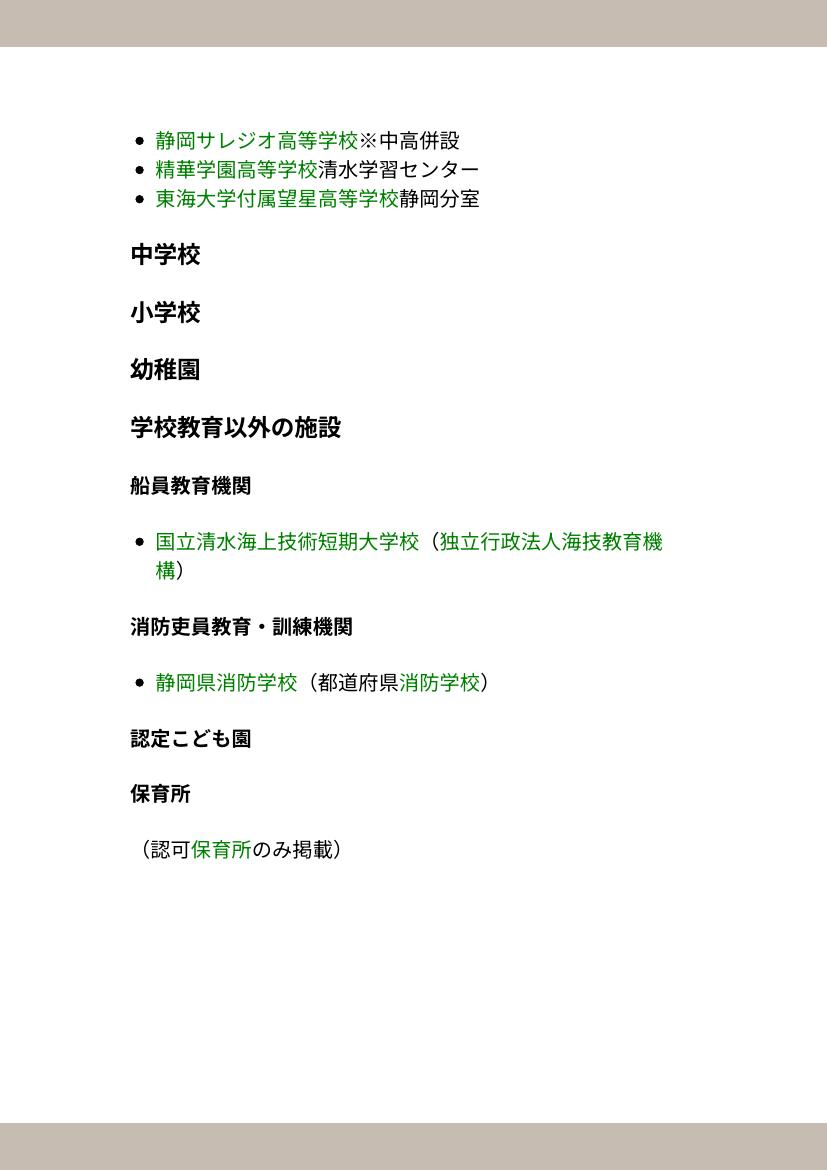 静岡サレジオ高等学校※中高併設
精華学園高等学校清水学習センター
東海大学付属望星高等学校静岡分室
中学校
小学校
幼稚園
学校教育以外の施設
船員教育機関
国立清水海上技術短期大学校（独立行政法人海技教育機
構）
消防吏員教育・訓練機関
静岡県消防学校（都道府県消防学校）
認定こども園
保育所
（認可保育所のみ掲載）